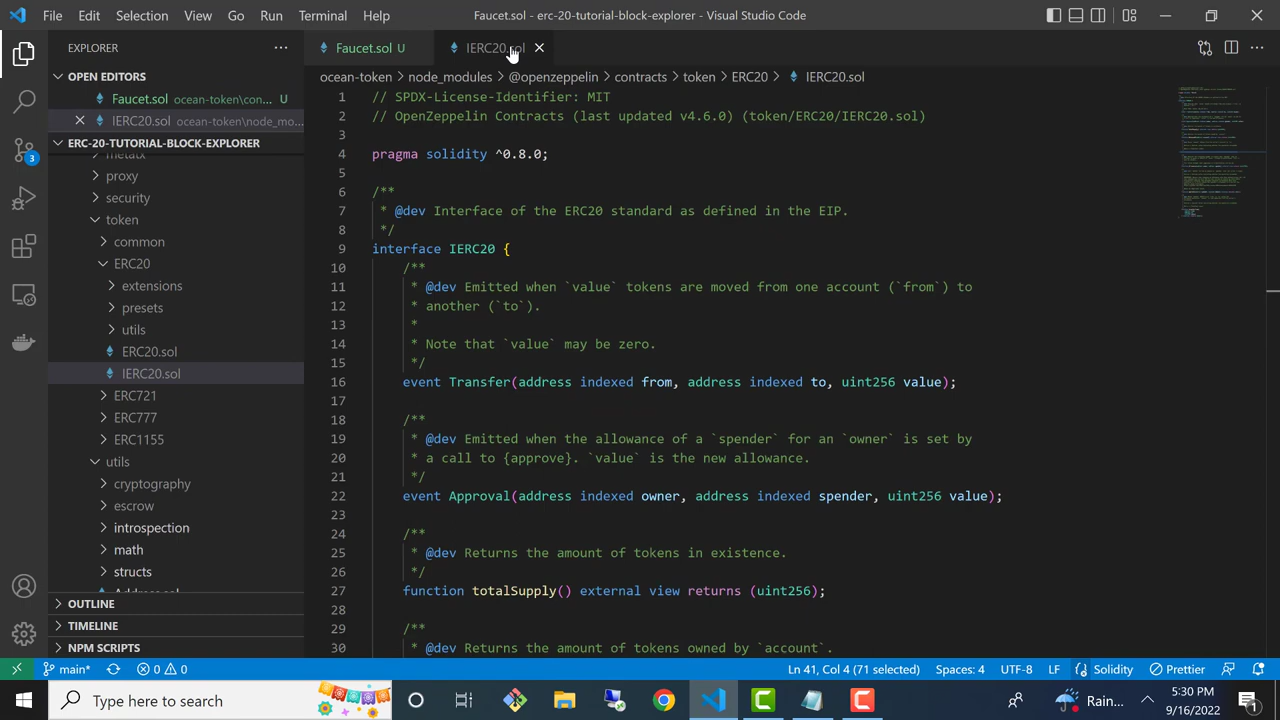 File Edit Selection View Go Run Terminal Help
Faucet.sol - erc-20-tutorial-block-explorer - Visual Studio Code
EXPLORER
OPEN EDITORS
Faucet.sol ocean-token\con... U
IERC20.sol ocean-token\node_mo...
ERC-20-TUTORIAL-BLOCK-EXPLORER
metatx
proxy
security
token
common
ERC20
extensions
presets
utils
ERC20.sol
IERC20.sol
ERC721
ERC777
ERC1155
utils
cryptography
escrow
introspection
math
structs
Address.sol
OUTLINE
TIMELINE
NPM SCRIPTS
Faucet.sol U
IERC20.sol
ocean-token > node_modules > @openzeppelin > contracts > token > ERC20 > IERC20.sol
1 // SPDX-License-Identifier: MIT
2 // OpenZeppelin Contracts (last updated v4.6.0) (token/ERC20/IERC20.sol)
3
4 pragma solidity ^0.8.0;
5
6 /**
7 * @dev Interface of the ERC20 standard as defined in the EIP.
8 */
9 interface IERC20 {
10 /**
11 * @dev Emitted when `value` tokens are moved from one account (`from`) to
12 * another (`to`).
13 *
14 * Note that `value` may be zero.
15 */
16 event Transfer(address indexed from, address indexed to, uint256 value);
17
18 /**
19 * @dev Emitted when the allowance of a `spender` for an `owner` is set by
20 * a call to {approve}. `value` is the new allowance.
21 */
22 event Approval(address indexed owner, address indexed spender, uint256 value);
23
24 /**
25 * @dev Returns the amount of tokens in existence.
26 */
27 function totalSupply() external view returns (uint256);
28
29 /**
30 * @dev Returns the amount of tokens owned by `account`.
3
main*
0 0
Ln 41, Col 4 (71 selected)
Spaces: 4
UTF-8
LF
Solidity
Prettier
Type here to search
Rain...
5:30 PM
9/16/2022
1